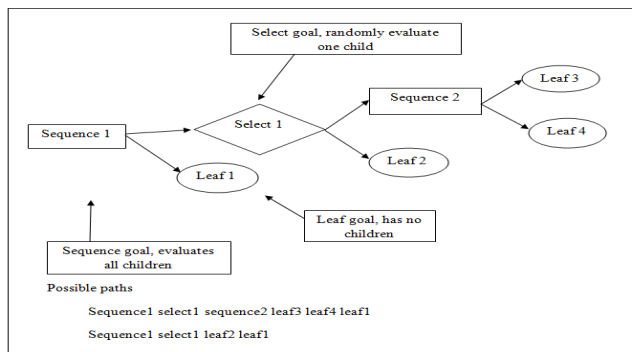 Select goal, randomly evaluate
one child
Leaf 3
Sequence 2
Select 1
Sequence 1
Leaf 4
Leaf 2
Leaf 1
Leaf goal, has no
children
Sequence goal, evaluates
all children
Possible paths
Sequence1 select1 sequence2 leaf3 leaf4 leaf1
Sequence1 select1 leaf2 leaf1